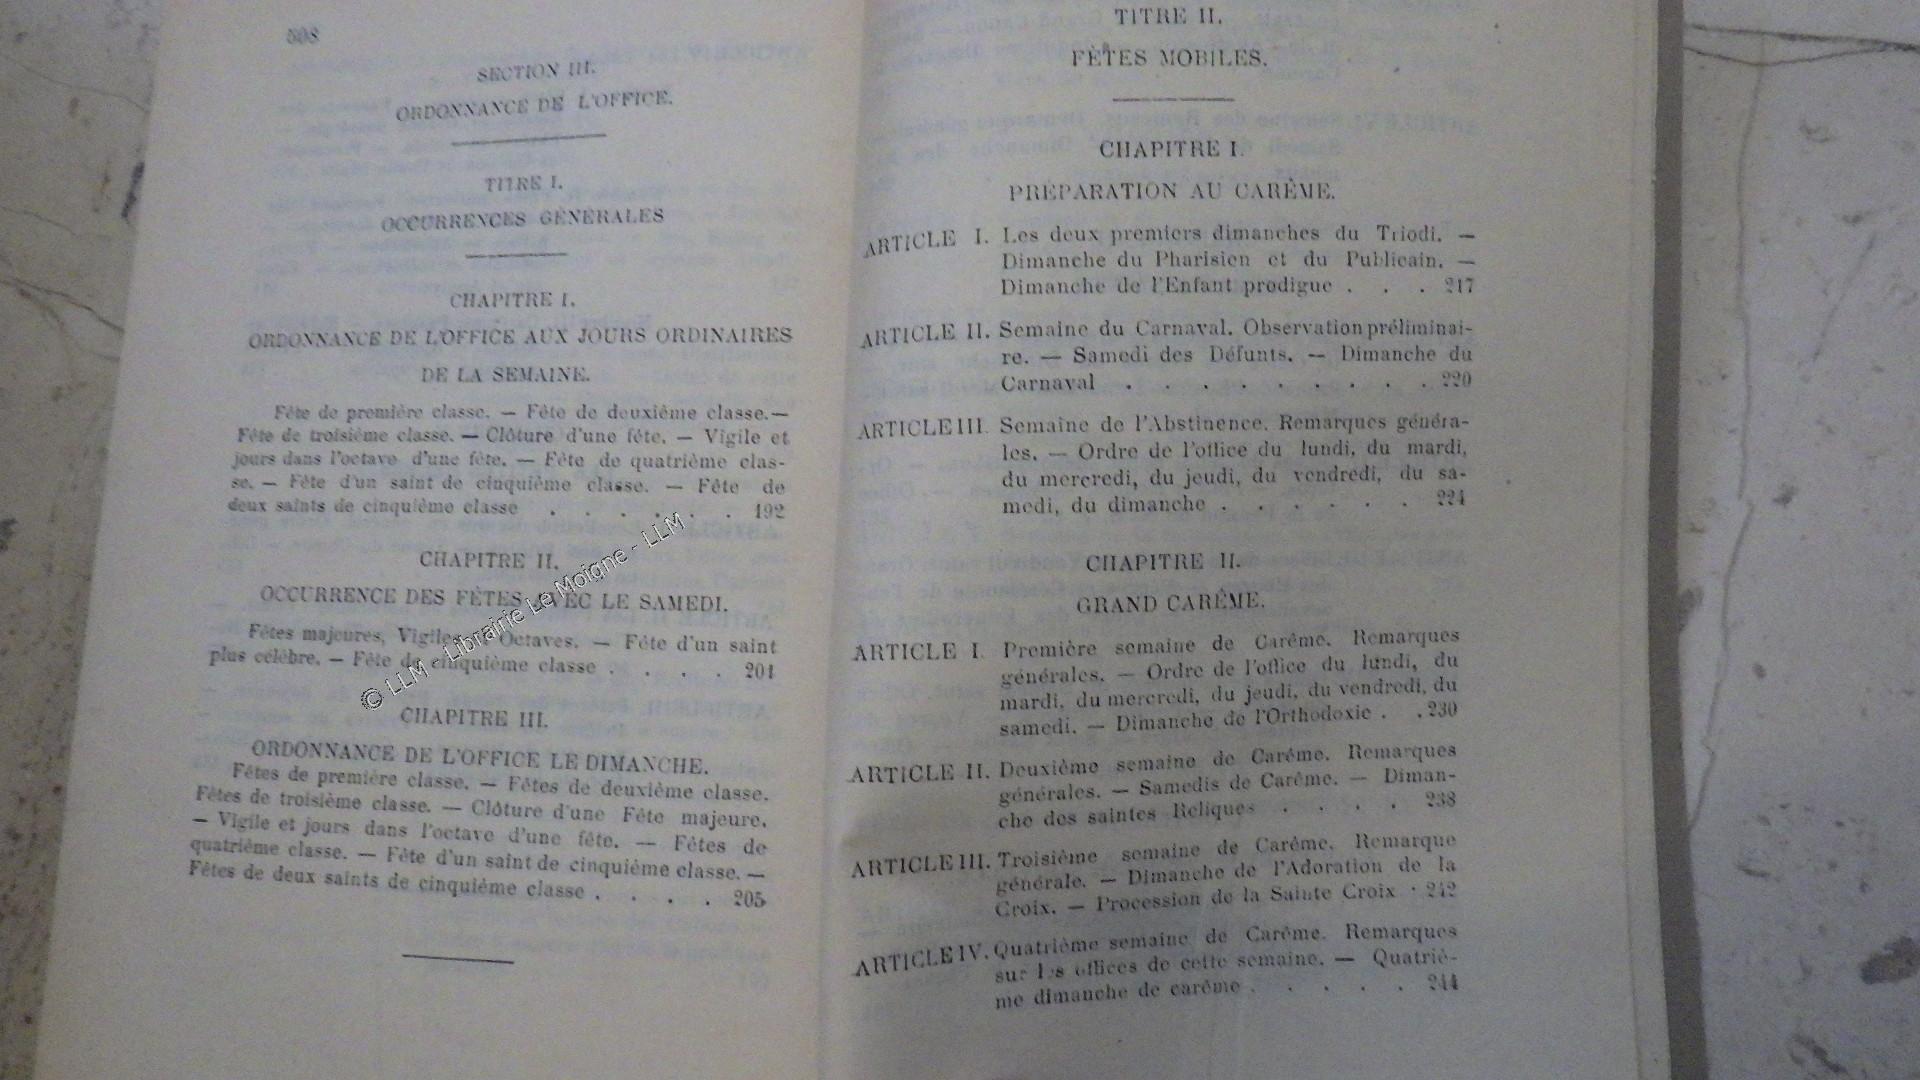 508
SECTION III.
ORDONNANCE DE L'OFFICE.
TITRE I.
OCCURRENCES GÉNÉRALES
CHAPITRE I.
ORDONNANCE DE L'OFFICE AUX JOURS ORDINAIRES
DE LA SEMAINE.
Fête de première classe. — Fête de deuxième classe.—
Fête de troisième classe. — Clôture d'une fête. — Vigile et
jours dans l'octave d'une fête. — Fête de quatrième clas-
se. — Fête d'un saint de cinquième classe. — Fête de
deux saints de cinquième classe . . . . . . 192
CHAPITRE II.
OCCURRENCE DES FÊTES AVEC LE SAMEDI.
Fêtes majeures, Vigiles, Octaves. — Fête d'un saint
plus célèbre. — Fête de cinquième classe . . . . 201
CHAPITRE III.
ORDONNANCE DE L'OFFICE LE DIMANCHE.
Fêtes de première classe. — Fêtes de deuxième classe.
Fêtes de troisième classe. — Clôture d'une Fête majeure.
— Vigile et jours dans l'octave d'une fête. — Fêtes de
quatrième classe. — Fête d'un saint de cinquième classe. —
Fêtes de deux saints de cinquième classe . . . . 205
© LLM - Librairie Le Moigne - LLM
TITRE II.
FÊTES MOBILES.
CHAPITRE I.
PRÉPARATION AU CARÊME.
ARTICLE I. Les deux premiers dimanches du Triodi. —
Dimanche du Pharisien et du Publicain. —
Dimanche de l'Enfant prodigue . . . 217
ARTICLE II. Semaine du Carnaval. Observation préliminai-
re. — Samedi des Défunts. — Dimanche du
Carnaval . . . . . . . . . 220
ARTICLE III. Semaine de l'Abstinence. Remarques généra-
les. — Ordre de l'office du lundi, du mardi,
du mercredi, du jeudi, du vendredi, du sa-
medi, du dimanche . . . . . . 224
CHAPITRE II.
GRAND CARÊME.
ARTICLE I. Première semaine de Carême. Remarques
générales. — Ordre de l'office du lundi, du
mardi, du mercredi, du jeudi, du vendredi, du
samedi. — Dimanche de l'Orthodoxie . . 230
ARTICLE II. Deuxième semaine de Carême. Remarques
générales. — Samedis de Carême. — Diman-
che des saintes Reliques . . . . 238
ARTICLE III. Troisième semaine de Carême. Remarque
générale. — Dimanche de l'Adoration de la
Croix. — Procession de la Sainte Croix . 242
ARTICLE IV. Quatrième semaine de Carême. Remarques
sur les offices de cette semaine. — Quatriè-
me dimanche de carême . . . . . 244